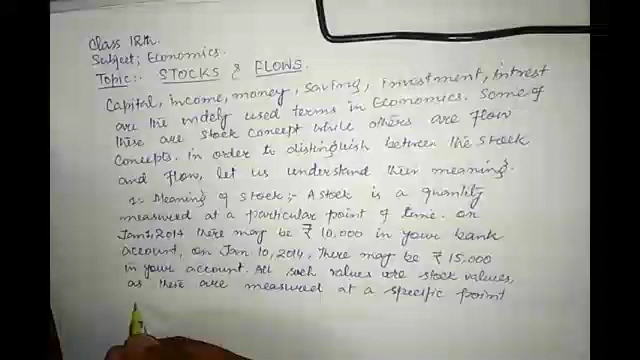 Class 12th.
Subject; Economics.
Topic:- STOCKS & FLOWS.
Capital, income, money, saving, investment, intrest
are the widely used terms in Economics. Some of
these are stock concept while others are flow
concepts. In order to distinguish between the stock
and flow, let us understand their meaning.
1:- Meaning of Stock;- A stock is a quantity
measured at a particular point of time. On
Jan 1, 2014 there may be ₹ 10,000 in your bank
account, on Jan 10, 2014, There may be ₹ 15,000
in your account. All such values are stock values,
as these are measured at a specific point